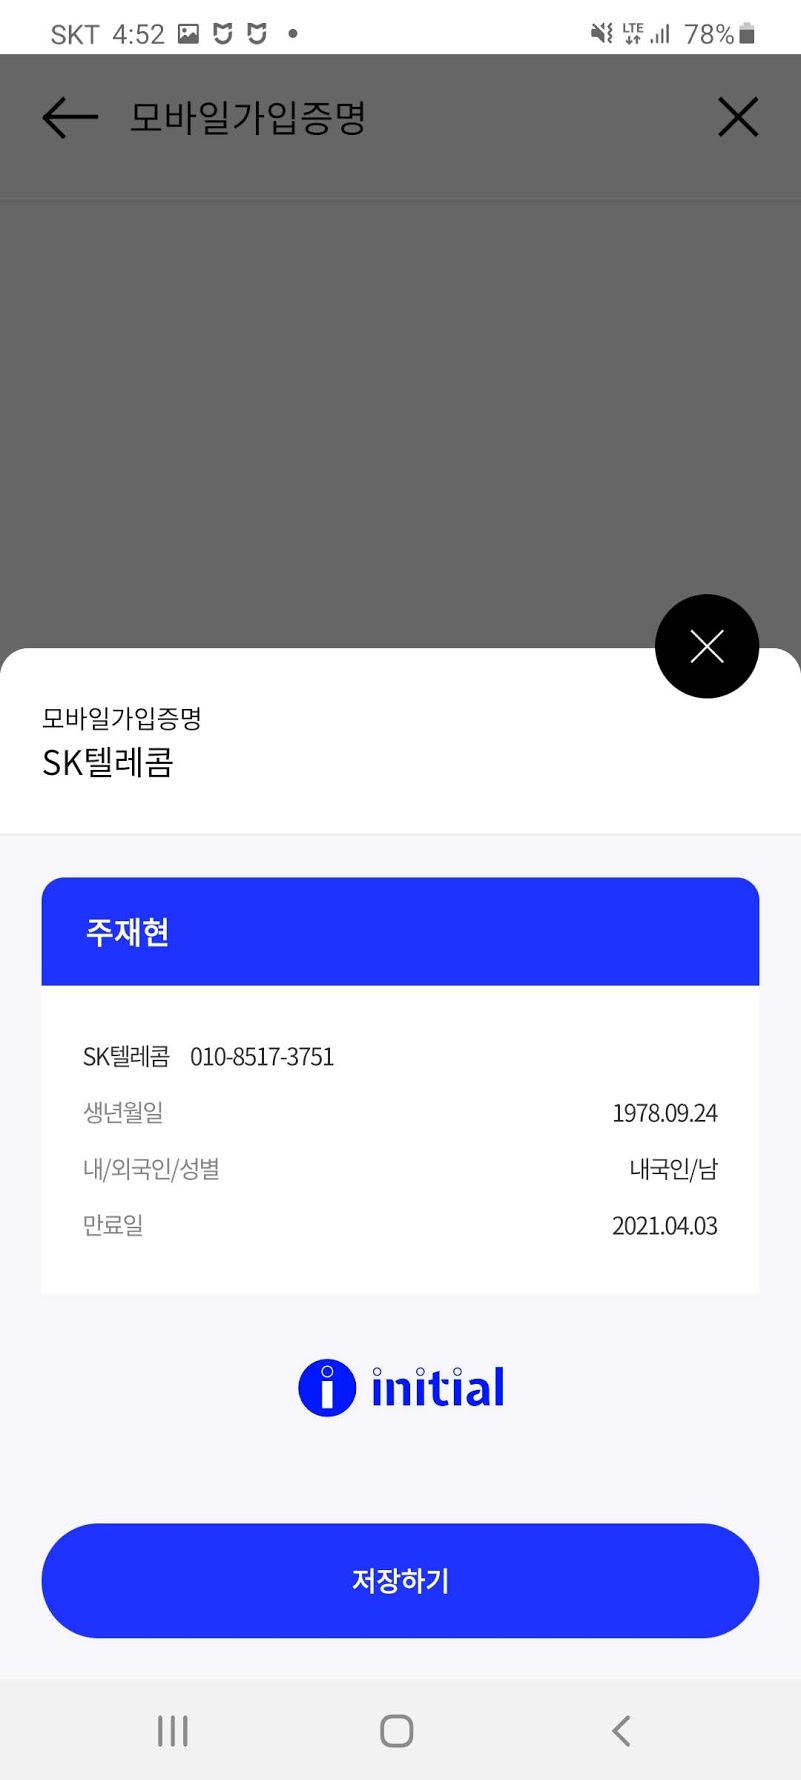 SKT 4:52 LTE 78%
모바일가입증명
모바일가입증명
SK텔레콤
주재현
SK텔레콤 010-8517-3751
생년월일 1978.09.24
내/외국인/성별 내국인/남
만료일 2021.04.03
initial
저장하기